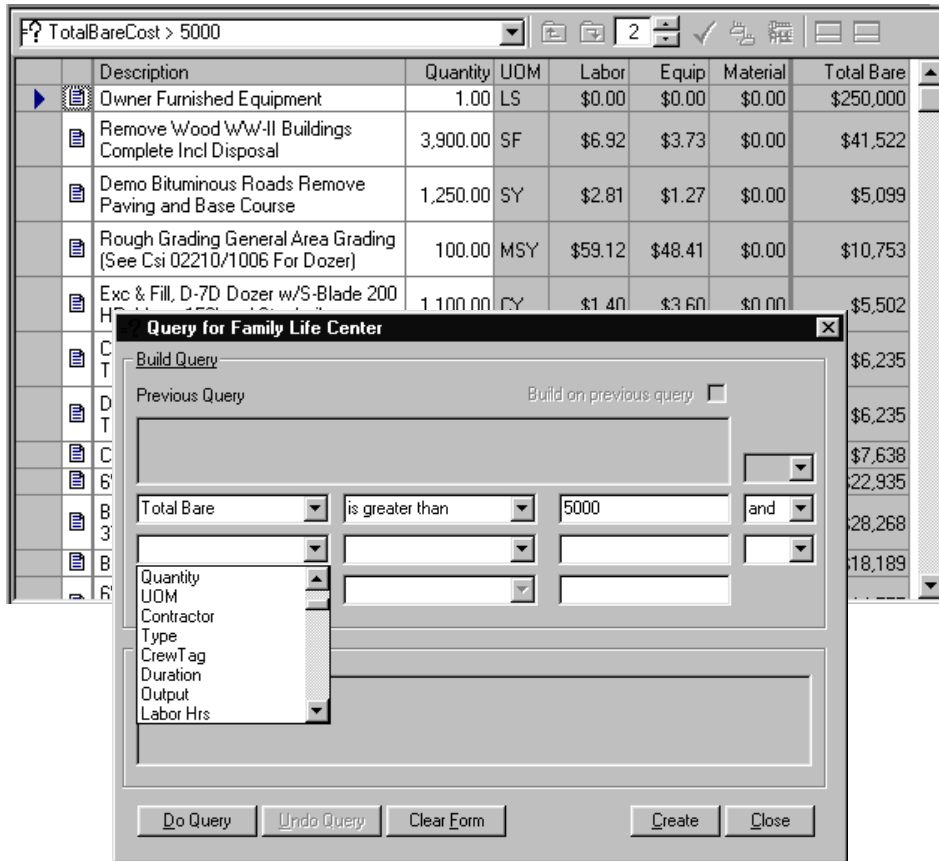 TotalBareCost > 5000 2
Description Quantity UOM Labor Equip Material Total Bare
Owner Furnished Equipment 1.00 LS $0.00 $0.00 $0.00 $250,000
Remove Wood WW-II Buildings
Complete Incl Disposal 3,900.00 SF $6.92 $3.73 $0.00 $41,522
Demo Bituminous Roads Remove
Paving and Base Course 1,250.00 SY $2.81 $1.27 $0.00 $5,099
Rough Grading General Area Grading
(See Csi 02210/1006 For Dozer) 100.00 MSY $59.12 $48.41 $0.00 $10,753
Exc & Fill, D-7D Dozer w/S-Blade 200 1,100.00 CY $1.40 $3.60 $0.00 $5,502
$6,235
$6,235
$7,638
$22,935
28,268
18,189
Query for Family Life Center
Build Query
Previous Query Build on previous query
Total Bare is greater than 5000 and
Quantity
UOM
Contractor
Type
CrewTag
Duration
Output
Labor Hrs
Do Query Undo Query Clear Form Create Close